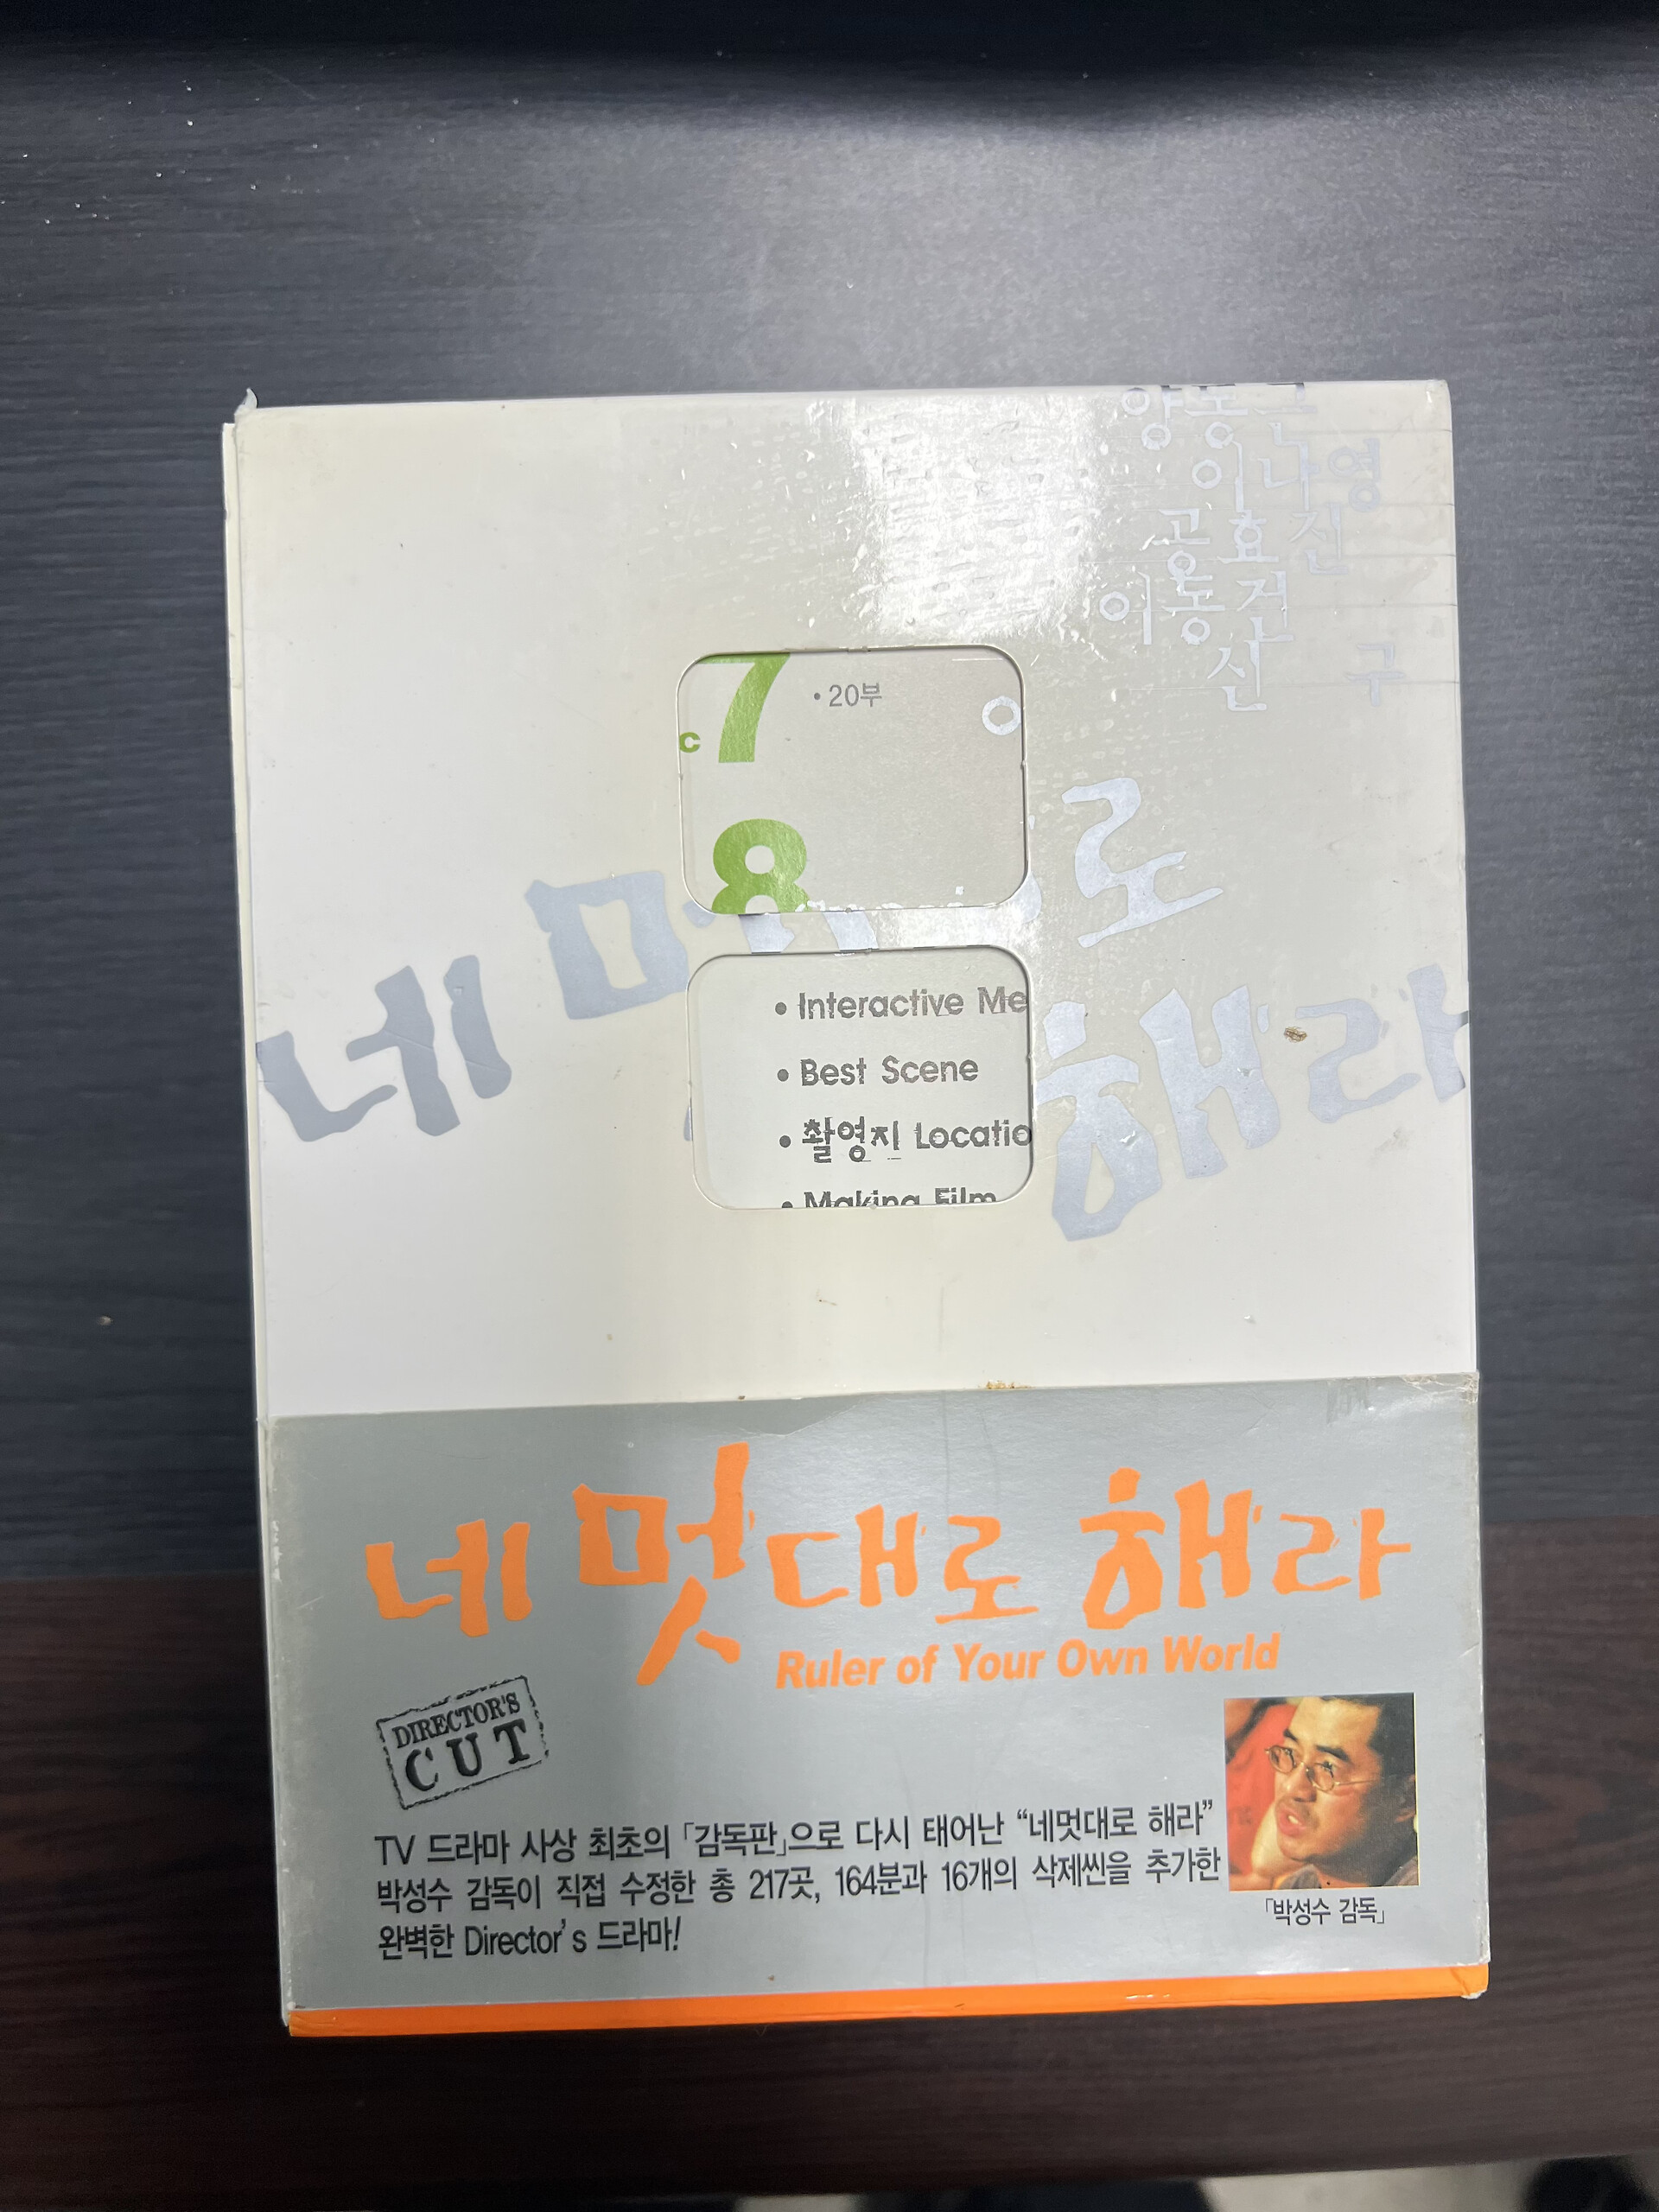 양동근
이나영
공효진
이동건
신 구
7
• 20부
8
네 멋대로 해라
• Interactive Me
• Best Scene
• 촬영지 Locatio
• Making Film
네 멋대로 해라
Ruler of Your Own World
DIRECTOR'S
CUT
TV 드라마 사상 최초의 「감독판」으로 다시 태어난 “네멋대로 해라”
박성수 감독이 직접 수정한 총 217곳, 164분과 16개의 삭제씬을 추가한
완벽한 Director's 드라마!
「박성수 감독」